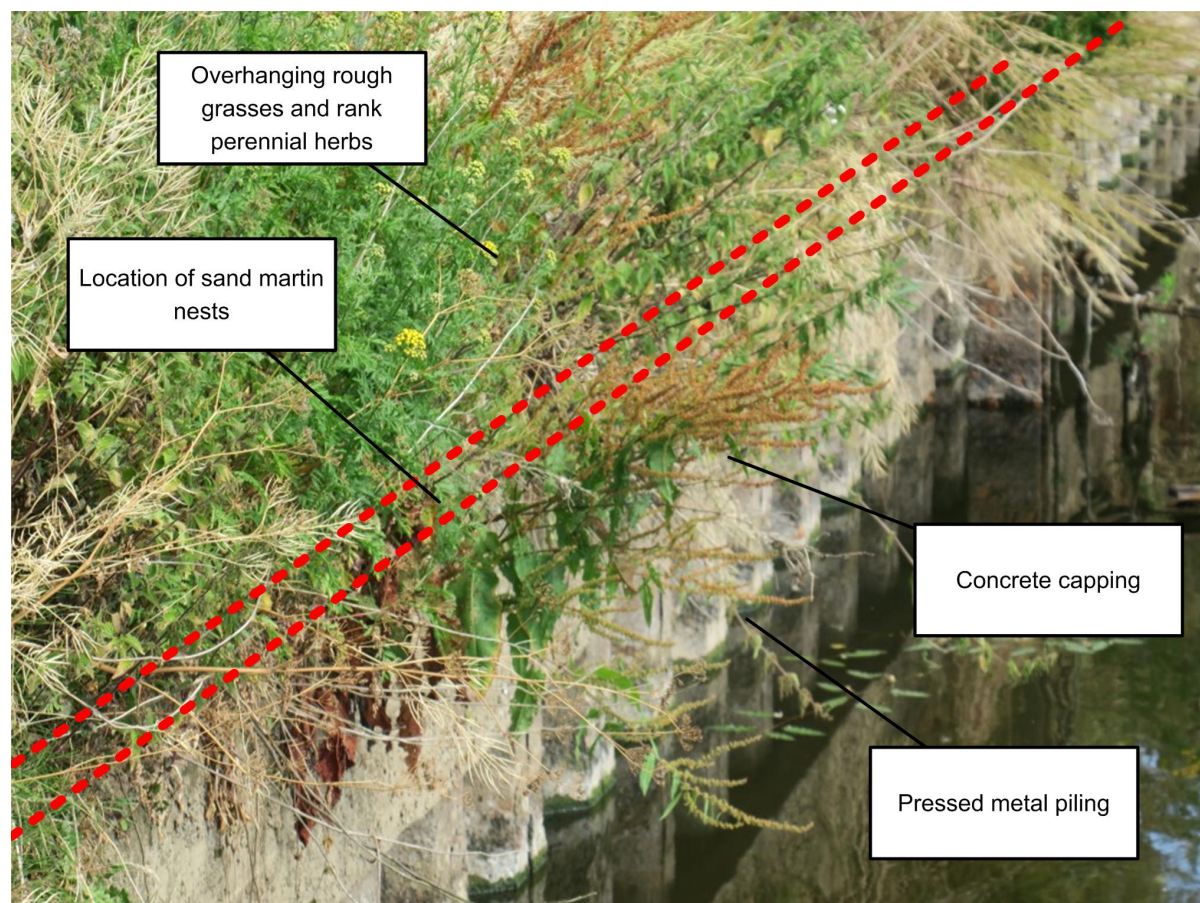 Overhanging rough
grasses and rank
perennial herbs
Location of sand martin
nests
Concrete capping
Pressed metal piling